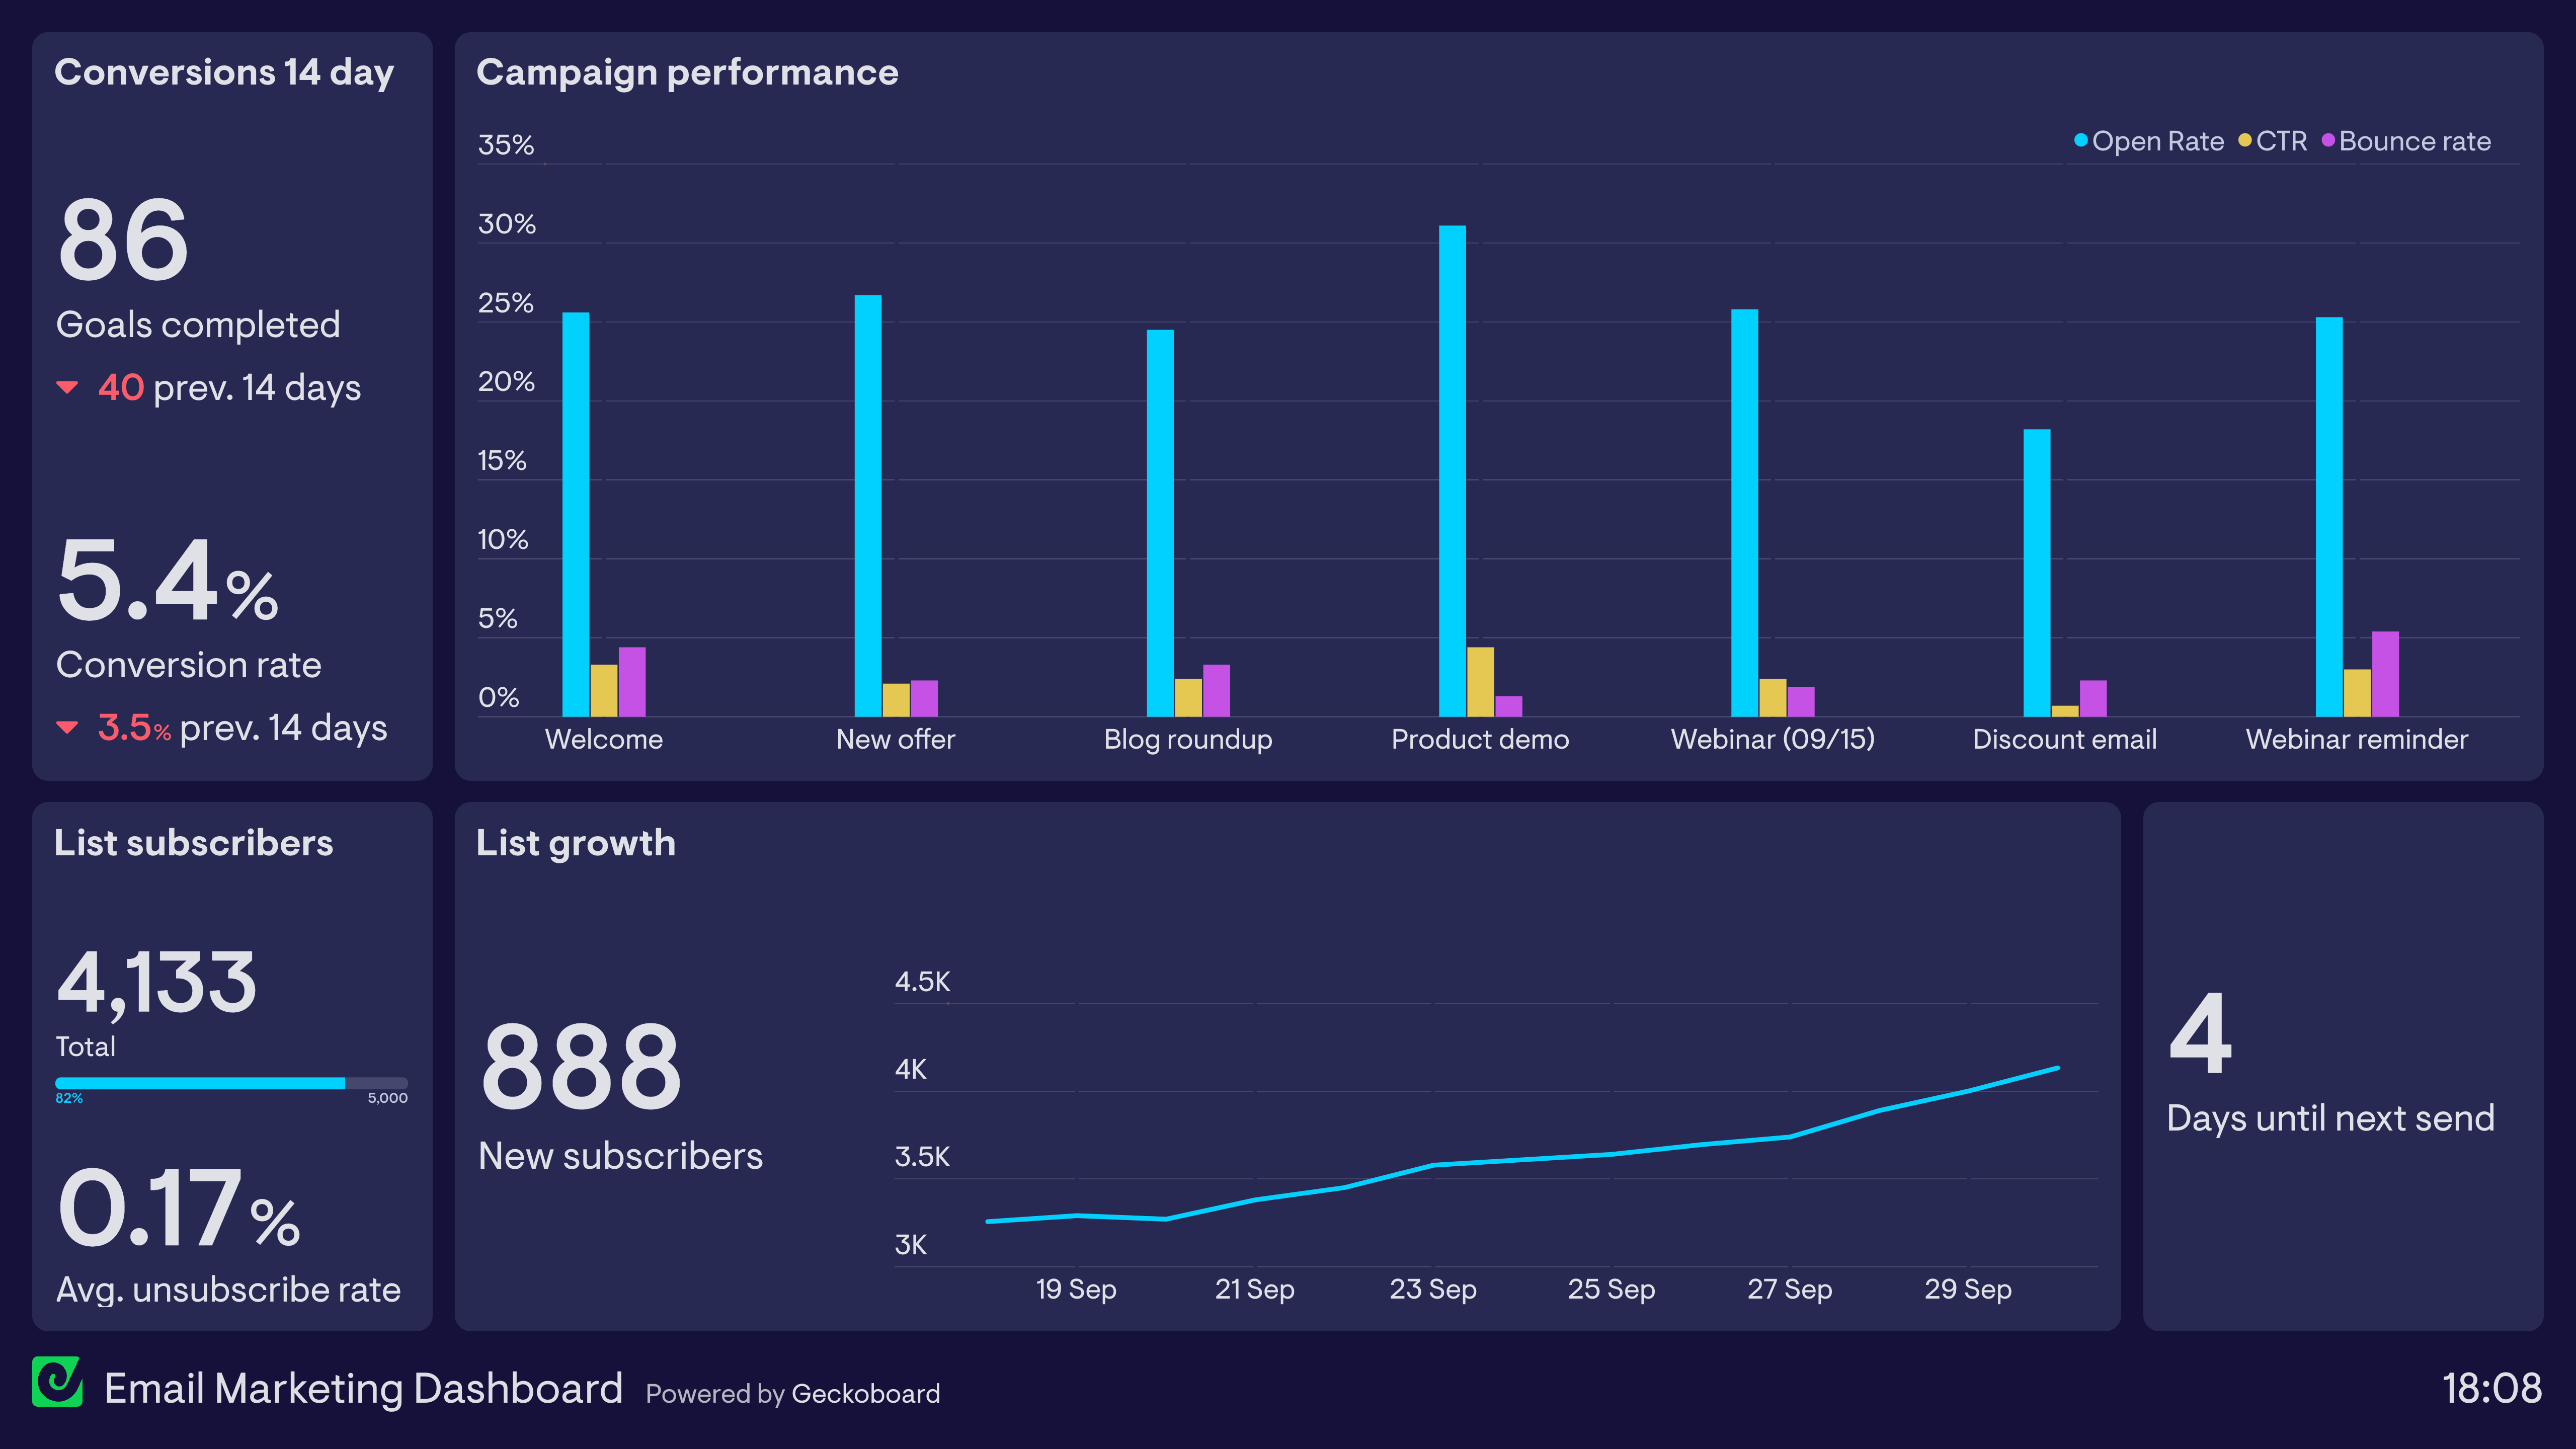 Conversions 14 day
86
Goals completed
40 prev. 14 days
5.4%
Conversion rate
3.5% prev. 14 days
Campaign performance
Open Rate CTR Bounce rate
35%
30%
25%
20%
15%
10%
5%
0%
Welcome New offer Blog roundup Product demo Webinar (09/15) Discount email Webinar reminder
List subscribers
4,133
Total
82% 5,000
0.17%
Avg. unsubscribe rate
List growth
888
New subscribers
4.5K
4K
3.5K
3K
19 Sep 21 Sep 23 Sep 25 Sep 27 Sep 29 Sep
4
Days until next send
Email Marketing Dashboard Powered by Geckoboard
18:08